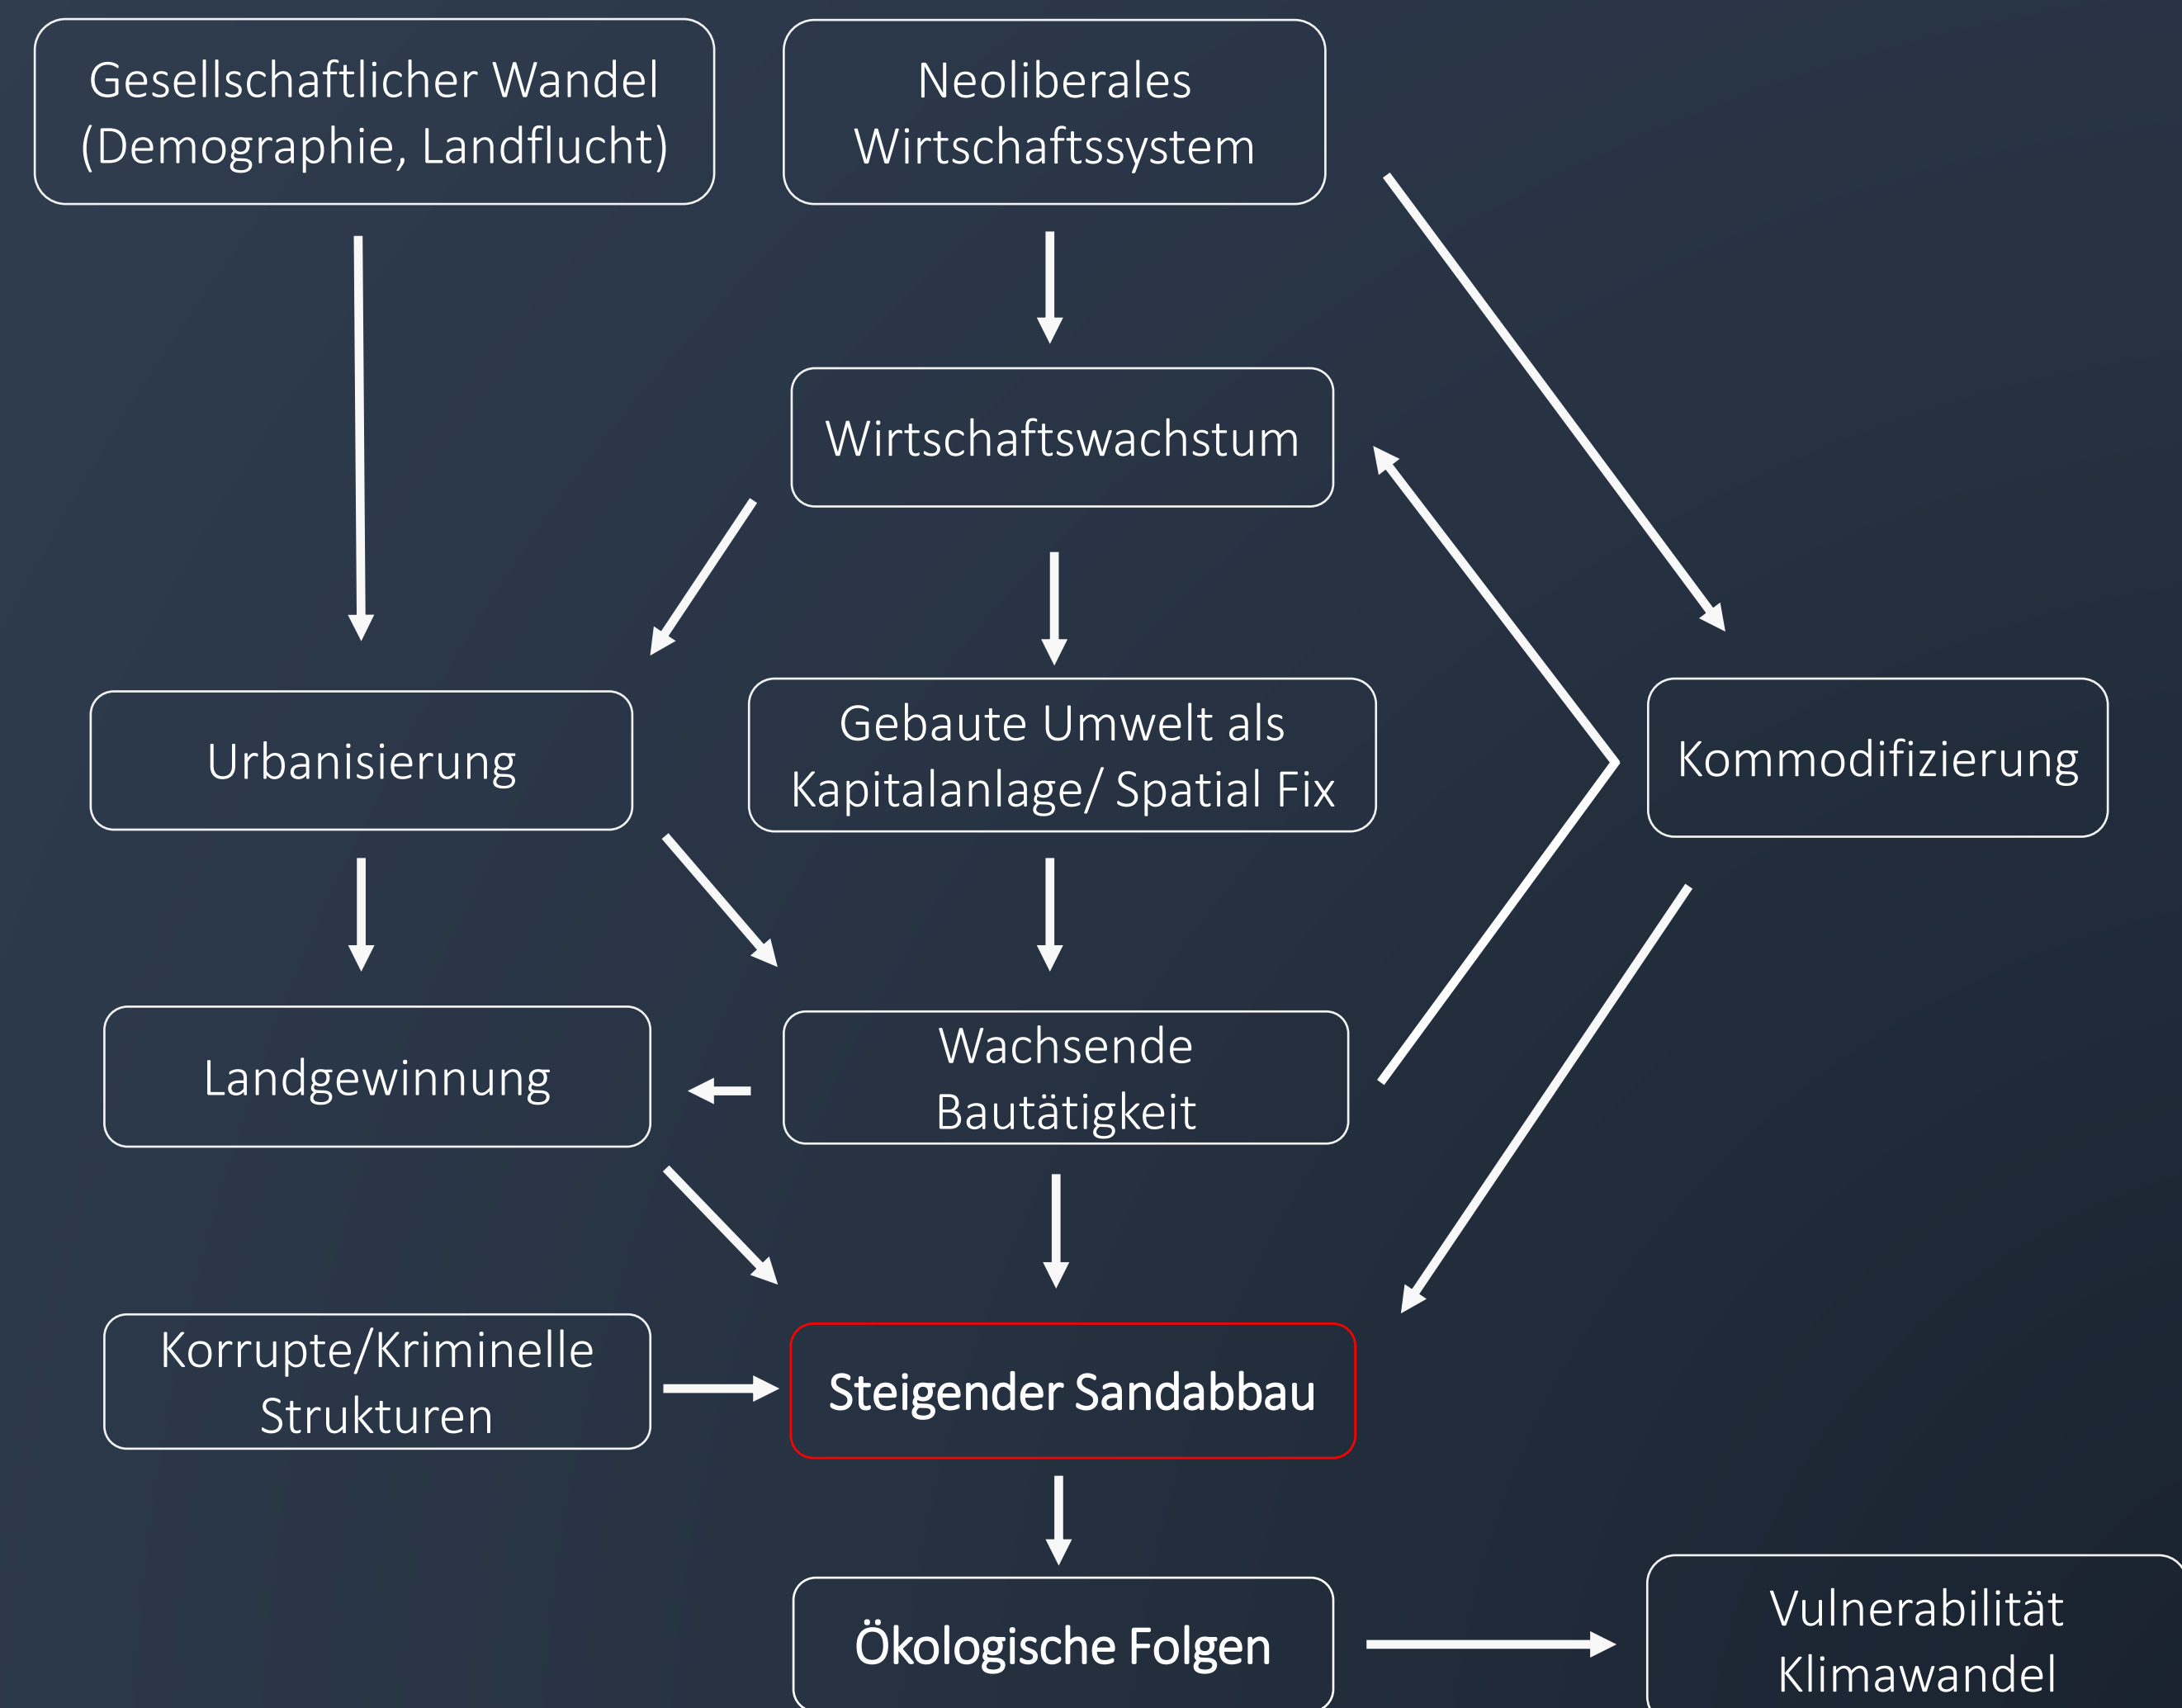 Gesellschaftlicher Wandel
(Demographie, Landflucht)
Neoliberales
Wirtschaftssystem
Wirtschaftswachstum
Urbanisierung
Gebaute Umwelt als
Kapitalanlage/ Spatial Fix
Kommodifizierung
Landgewinnung
Wachsende
Bautätigkeit
Korrupte/Kriminelle
Strukturen
Steigender Sandabbau
Ökologische Folgen
Vulnerabilität
Klimawandel